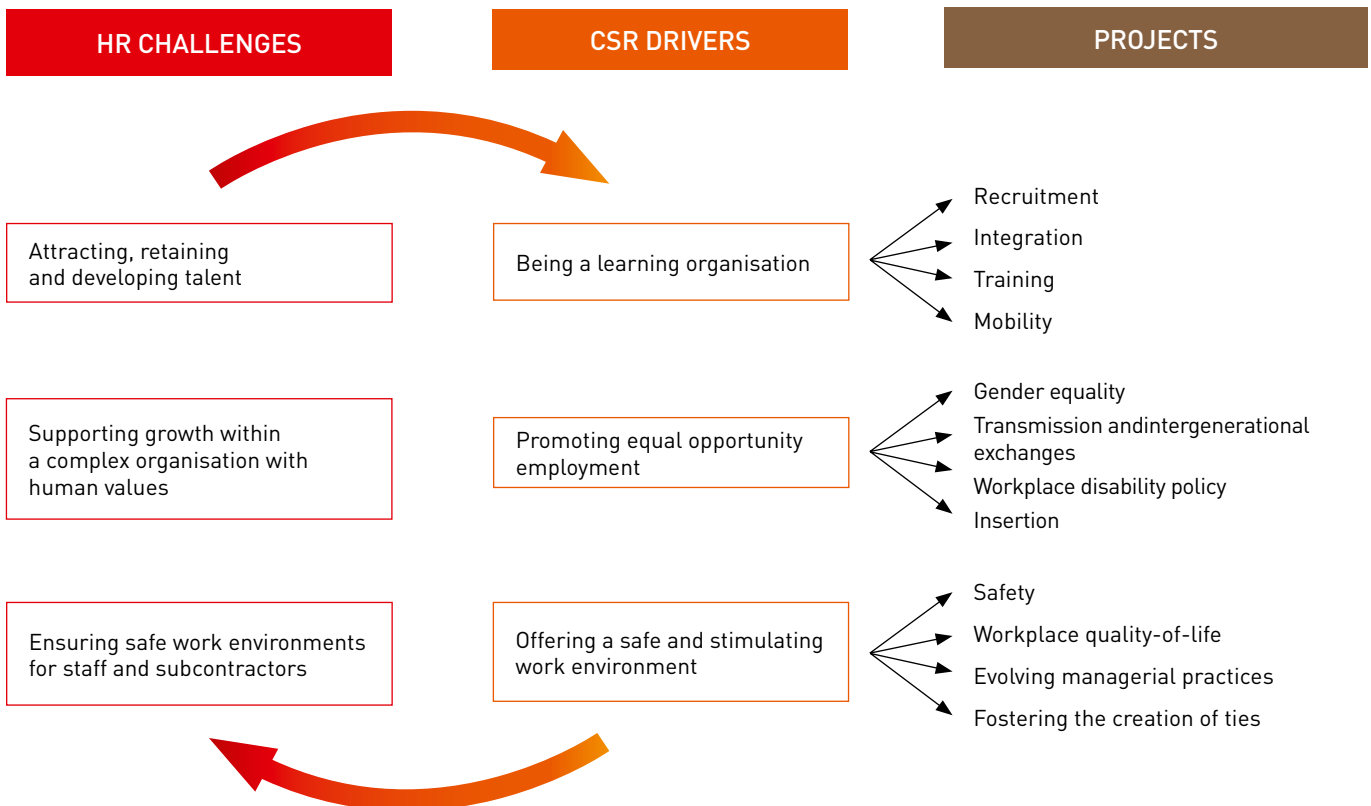 HR CHALLENGES
CSR DRIVERS
PROJECTS
Attracting, retaining
and developing talent
Being a learning organisation
Recruitment
Integration
Training
Mobility
Supporting growth within
a complex organisation with
human values
Promoting equal opportunity
employment
Gender equality
Transmission andintergenerational
exchanges
Workplace disability policy
Insertion
Ensuring safe work environments
for staff and subcontractors
Offering a safe and stimulating
work environment
Safety
Workplace quality-of-life
Evolving managerial practices
Fostering the creation of ties